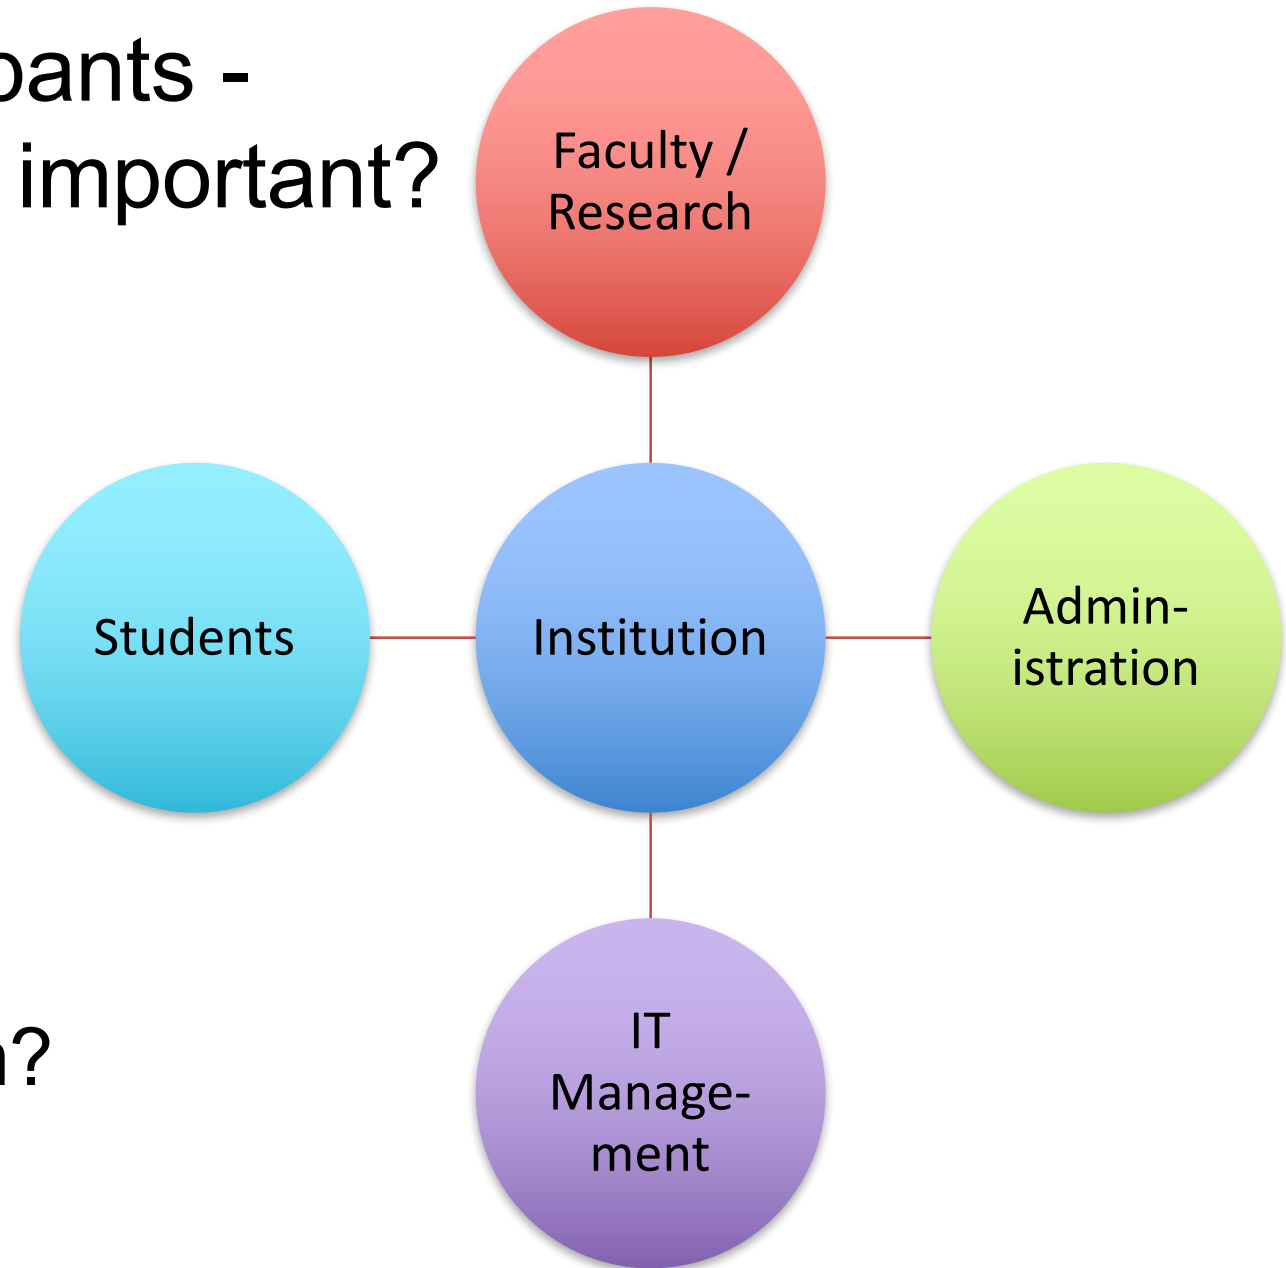 pants -
important?
Faculty /
Research
Students
Institution
Admin-
istration
IT
Manage-
ment
n?